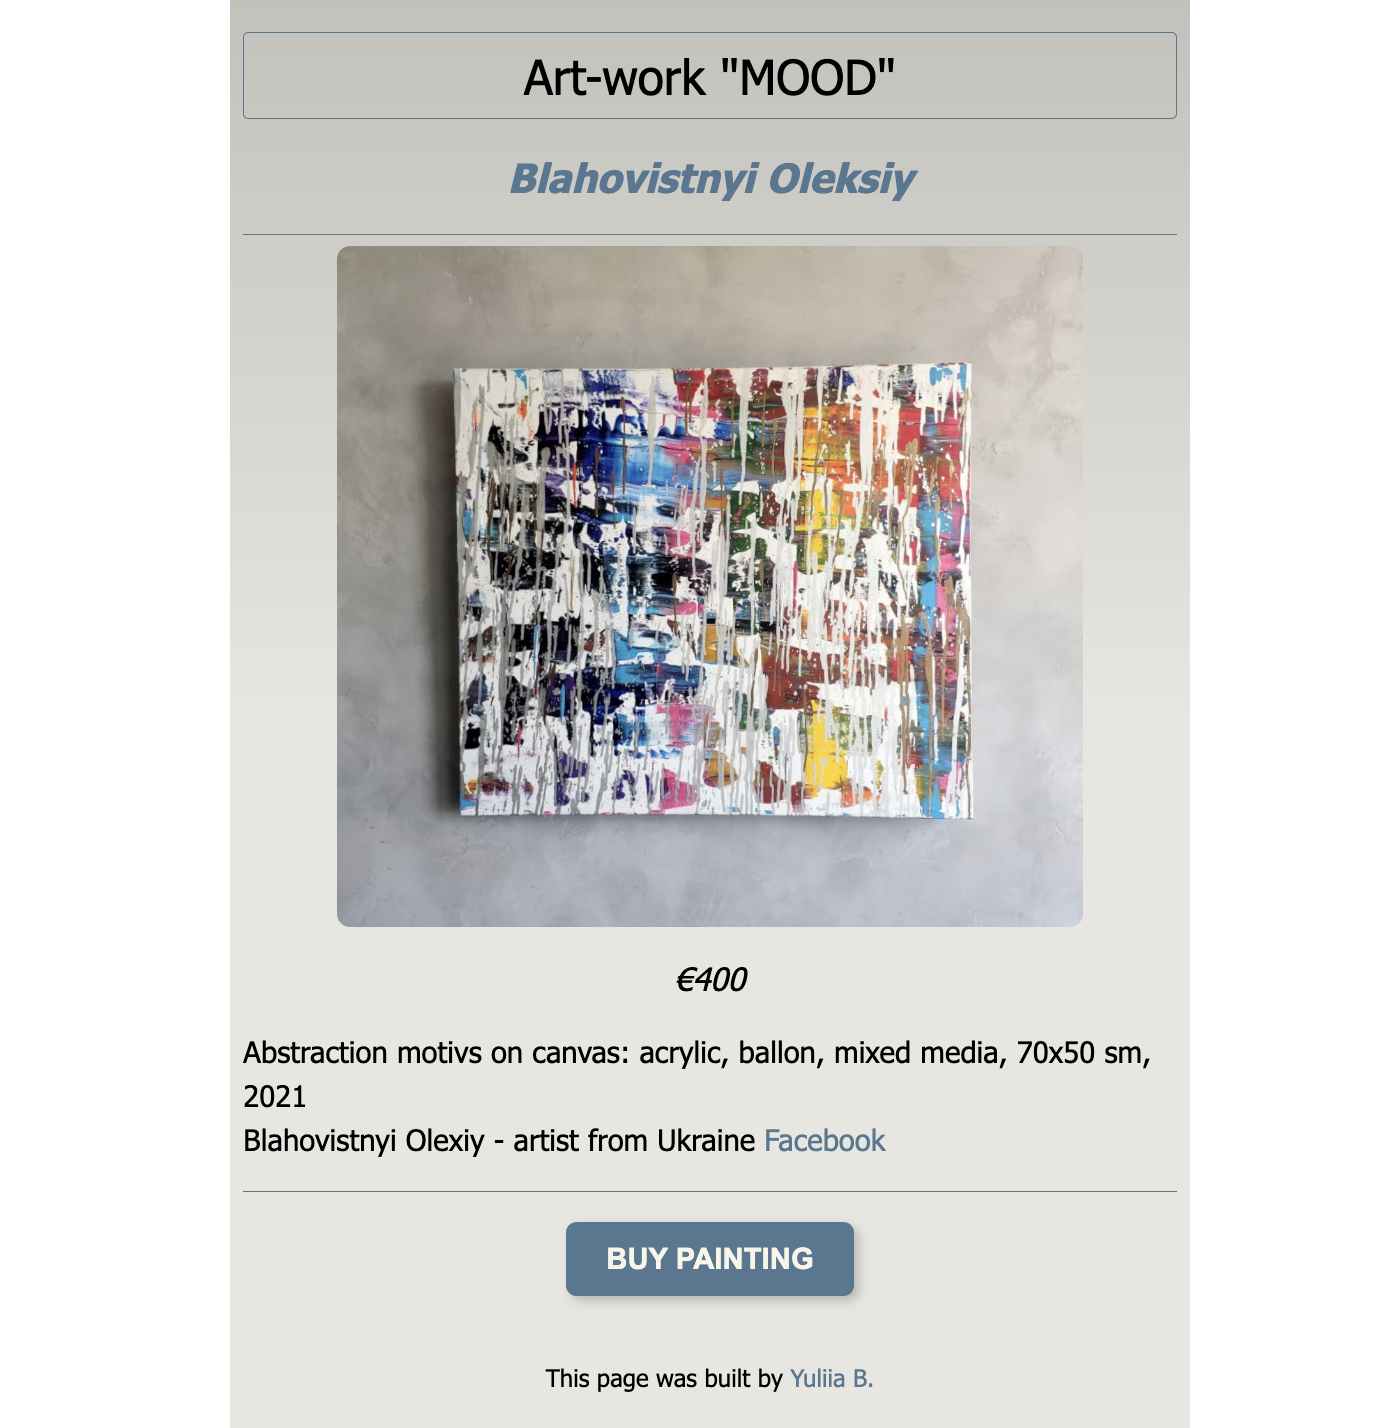 Art-work "MOOD"
Blahovistnyi Oleksiy
€400
Abstraction motivs on canvas: acrylic, ballon, mixed media, 70x50 sm,
2021
Blahovistnyi Olexiy - artist from Ukraine Facebook
BUY PAINTING
This page was built by Yuliia B.